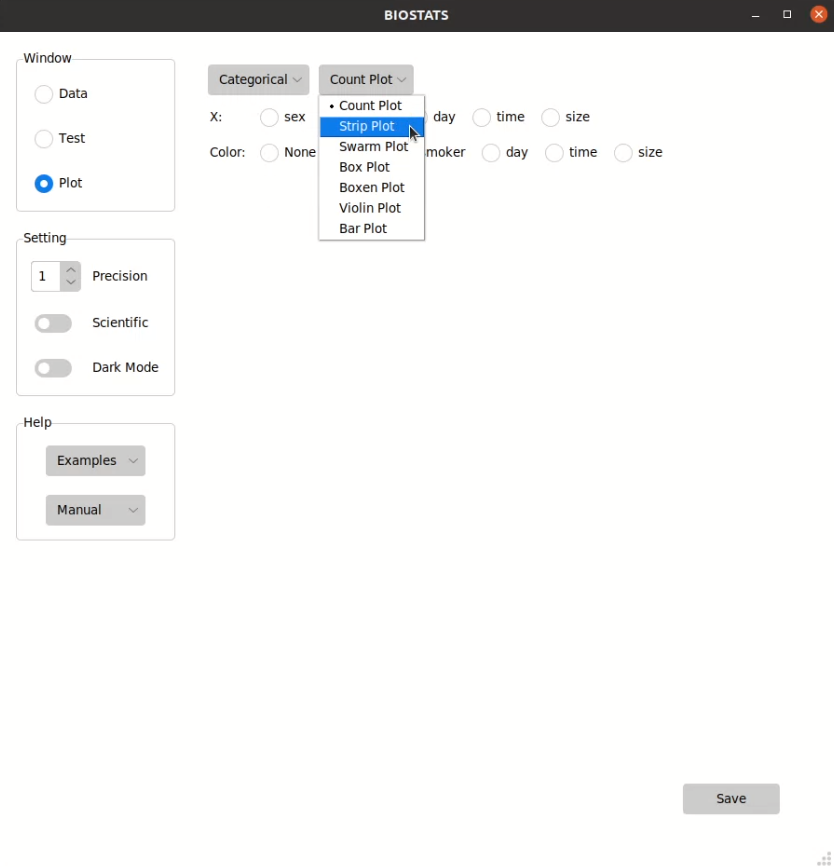 BIOSTATS
Window
Data
Test
Plot
Setting
1 Precision
Scientific
Dark Mode
Help
Examples
Manual
Categorical Count Plot
X: sex day time size
Color: None moker day time size
• Count Plot
Strip Plot
Swarm Plot
Box Plot
Boxen Plot
Violin Plot
Bar Plot
Save